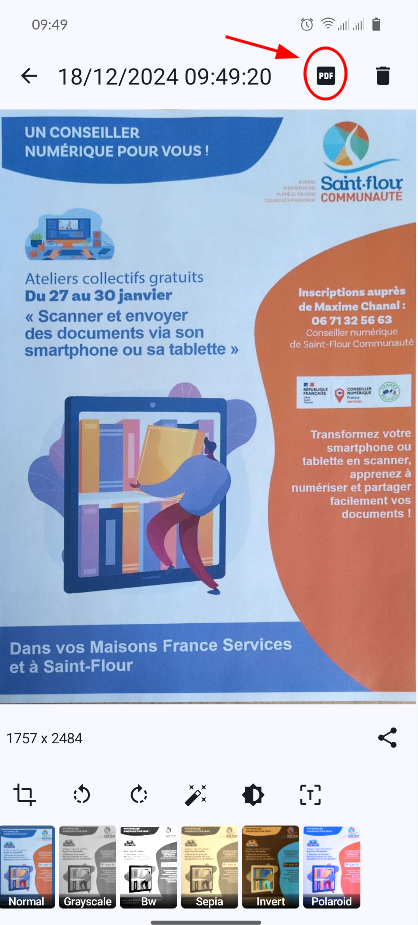 09:49
18/12/2024 09:49:20
PDF
UN CONSEILLER
NUMÉRIQUE POUR VOUS !
Saint-flour
COMMUNAUTÉ
Ateliers collectifs gratuits
Du 27 au 30 janvier
« Scanner et envoyer
des documents via son
smartphone ou sa tablette »
Inscriptions auprès
de Maxime Chanal :
06 71 32 56 63
Conseiller numérique
de Saint-Flour Communauté
RÉPUBLIQUE
FRANÇAISE
CONSEILLER
NUMÉRIQUE
France
services
Transformez votre
smartphone ou
tablette en scanner,
apprenez à
numériser et partager
facilement vos
documents !
Dans vos Maisons France Services
et à Saint-Flour
1757 x 2484
T
Normal
Grayscale
Bw
Sepia
Invert
Polaroid